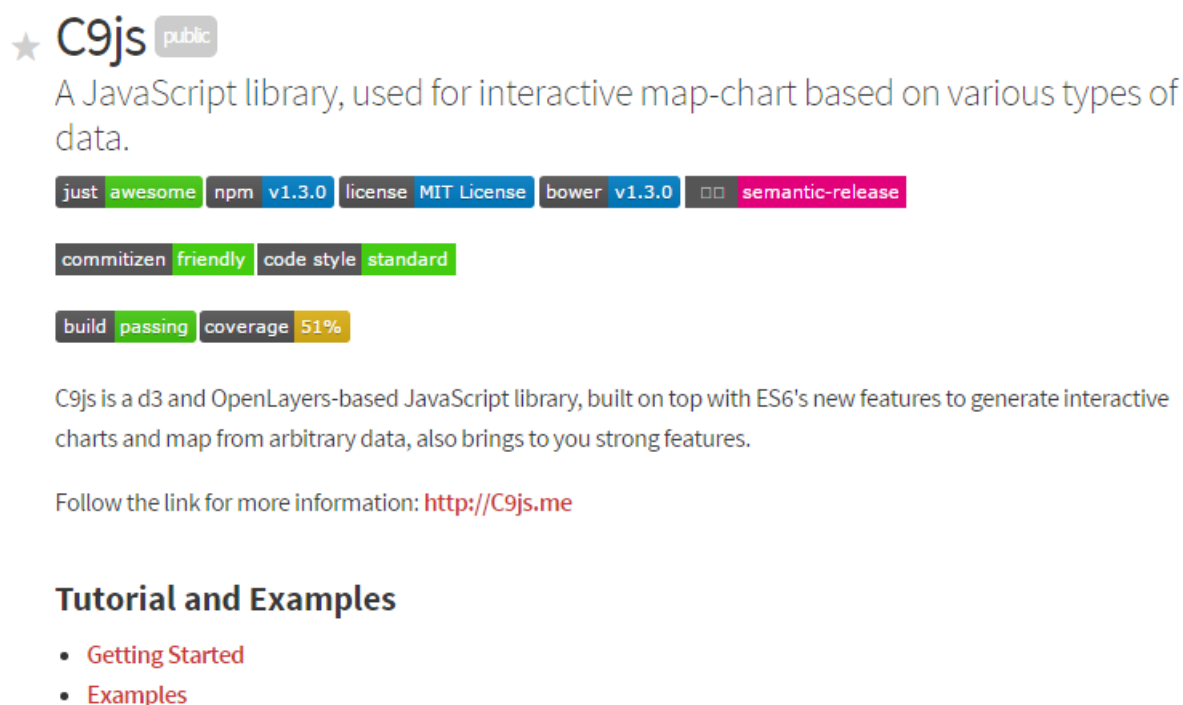 C9js public
A JavaScript library, used for interactive map-chart based on various types of
data.
just awesome npm v1.3.0 license MIT License bower v1.3.0 semantic-release
commitizen friendly code style standard
build passing coverage 51%
C9js is a d3 and OpenLayers-based JavaScript library, built on top with ES6's new features to generate interactive
charts and map from arbitrary data, also brings to you strong features.
Follow the link for more information: http://C9js.me
Tutorial and Examples
• Getting Started
• Examples